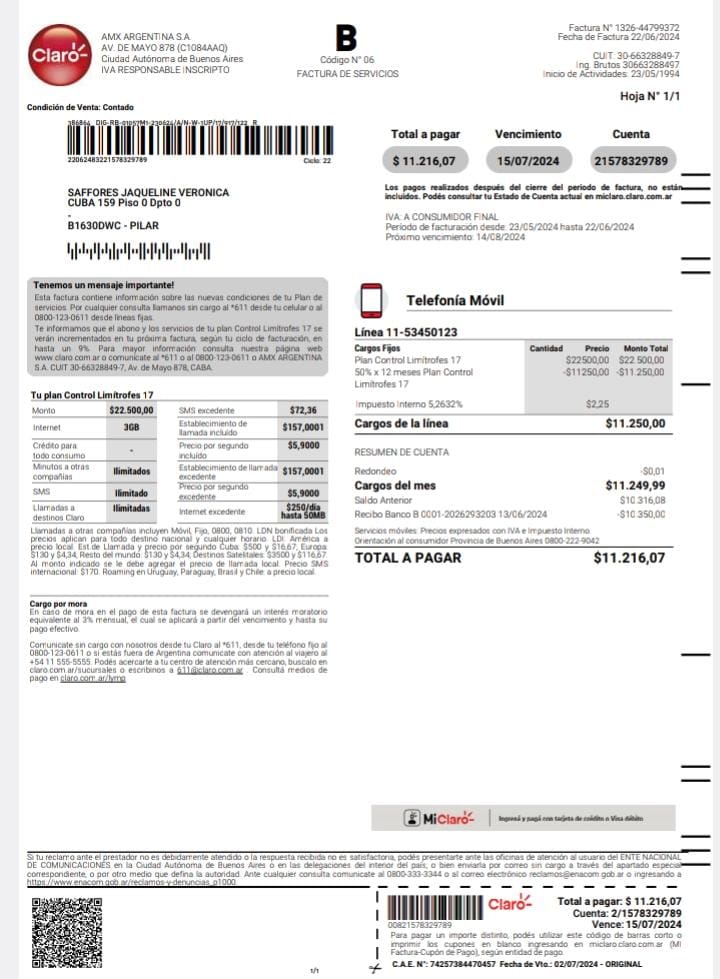 Claro
AMX ARGENTINA S.A.
AV. DE MAYO 878 (C1084AAQ)
Ciudad Autónoma de Buenos Aires
IVA RESPONSABLE INSCRIPTO
B
Código N° 06
FACTURA DE SERVICIOS
Factura N° 1326-44799372
Fecha de Factura 22/06/2024
CUIT: 30-66328849-7
Ing. Brutos 30663288497
Inicio de Actividades: 23/05/1994
Hoja N° 1/1
Condición de Venta: Contado
22062483221578329789
Ciclo: 22
Total a pagar
Vencimiento
Cuenta
$ 11.216,07
15/07/2024
21578329789
SAFFORES JAQUELINE VERONICA
CUBA 159 Piso 0 Dpto 0
-
B1630DWC - PILAR
Los pagos realizados después del cierre del periodo de factura, no están
incluidos. Podés consultar tu Estado de Cuenta actual en miclaro.claro.com.ar
IVA: A CONSUMIDOR FINAL
Período de facturación desde: 23/05/2024 hasta 22/06/2024
Próximo vencimiento: 14/08/2024
Tenemos un mensaje importante!
Esta factura contiene información sobre las nuevas condiciones de tu Plan de
servicios. Por cualquier consulta llamanos sin cargo al *611 desde tu celular o al
0800-123-0611 desde líneas fijas.
Te informamos que el abono y los servicios de tu plan Control Limítrofes 17 se
verán incrementados en tu próxima factura, según tu ciclo de facturación, en
hasta un 9%. Para mayor información consultá nuestra página web
www.claro.com.ar o comunicate al *611 o al 0800-123-0611 o AMX ARGENTINA
S.A. CUIT 30-66328849-7, Av. de Mayo 878, CABA.
Tu plan Control Limítrofes 17
Monto $22.500,00 SMS excedente $72,36
Internet 3GB Establecimiento de llamada incluido $157,0001
Crédito para todo consumo - Precio por segundo incluido $5,9000
Minutos a otras compañías Ilimitados Establecimiento de llamada excedente $157,0001
SMS Ilimitado Precio por segundo excedente $5,9000
Llamadas a destinos Claro Ilimitadas Internet excedente $250/día hasta 50MB
Llamadas a otras compañías incluyen Móvil, Fijo, 0800, 0810. LDN bonificada Los
precios aplican para todo destino nacional y cualquier horario. LDI: América a
precio local. Est.de Llamada y precio por segundo Cuba: $500 y $16,67, Europa:
$130 y $4,34; Resto del mundo: $130 y $4,34; Destinos Satelitales: $3500 y $116,67.
Al monto indicado se le debe agregar el precio de llamada local. Precio SMS
internacional: $170. Roaming en Uruguay, Paraguay, Brasil y Chile: a precio local.
Cargo por mora
En caso de mora en el pago de esta factura se devengará un interés moratorio
equivalente al 3% mensual, el cual se aplicará a partir del vencimiento y hasta su
pago efectivo.
Comunicate sin cargo con nosotros desde tu Claro al *611, desde tu teléfono fijo al
0800-123-0611 o si estás fuera de Argentina comunicate con atención al viajero al
+54 11 555-5555. Podés acercarte a tu centro de atención más cercano, buscalo en
claro.com.ar/sucursales o escribinos a 611@claro.com.ar . Consultá medios de
pago en claro.com.ar/lymp
Telefonía Móvil
Línea 11-53450123
Cargos Fijos Cantidad Precio Monto Total
Plan Control Limítrofes 17 $22500,00 $22.500,00
50% x 12 meses Plan Control -$11250,00 -$11.250,00
Limítrofes 17
Impuesto Interno 5,2632% $2,25
Cargos de la línea $11.250,00
RESUMEN DE CUENTA
Redondeo -$0,01
Cargos del mes $11.249,99
Saldo Anterior $10.316,08
Recibo Banco B 0001-2026293203 13/06/2024 -$10.350,00
Servicios móviles: Precios expresados con IVA e Impuesto Interno.
Orientación al consumidor Provincia de Buenos Aires 0800-222-9042
TOTAL A PAGAR $11.216,07
MiClaro
Ingresá y pagá con tarjeta de crédito o Visa débito
Si tu reclamo ante el prestador no es debidamente atendido o la respuesta recibida no es satisfactoria, podés presentarte ante las oficinas de atención al usuario del ENTE NACIONAL
DE COMUNICACIONES en la Ciudad Autónoma de Buenos Aires o en las delegaciones del interior del país; o bien enviarla por correo sin cargo a través del apartado especial
correspondiente, o por otro medio que defina la autoridad. Ante cualquier consulta comunicate al 0800-333-3344 o al correo electrónico reclamos@enacom.gob.ar o ingresando a
https://www.enacom.gob.ar/reclamos-y-denuncias_p1000.
00821578329789
Claro
Total a pagar: $ 11.216,07
Cuenta: 2/1578329789
Vence: 15/07/2024
Para pagar un importe distinto, podés utilizar este código de barras corto o
imprimir los cupones en blanco ingresando en miclaro.claro.com.ar (Mi
Factura-Cupón de Pago), según entidad de pago.
C.A.E. N°: 74257384470457 Fecha de Vto.: 02/07/2024 - ORIGINAL
1/1